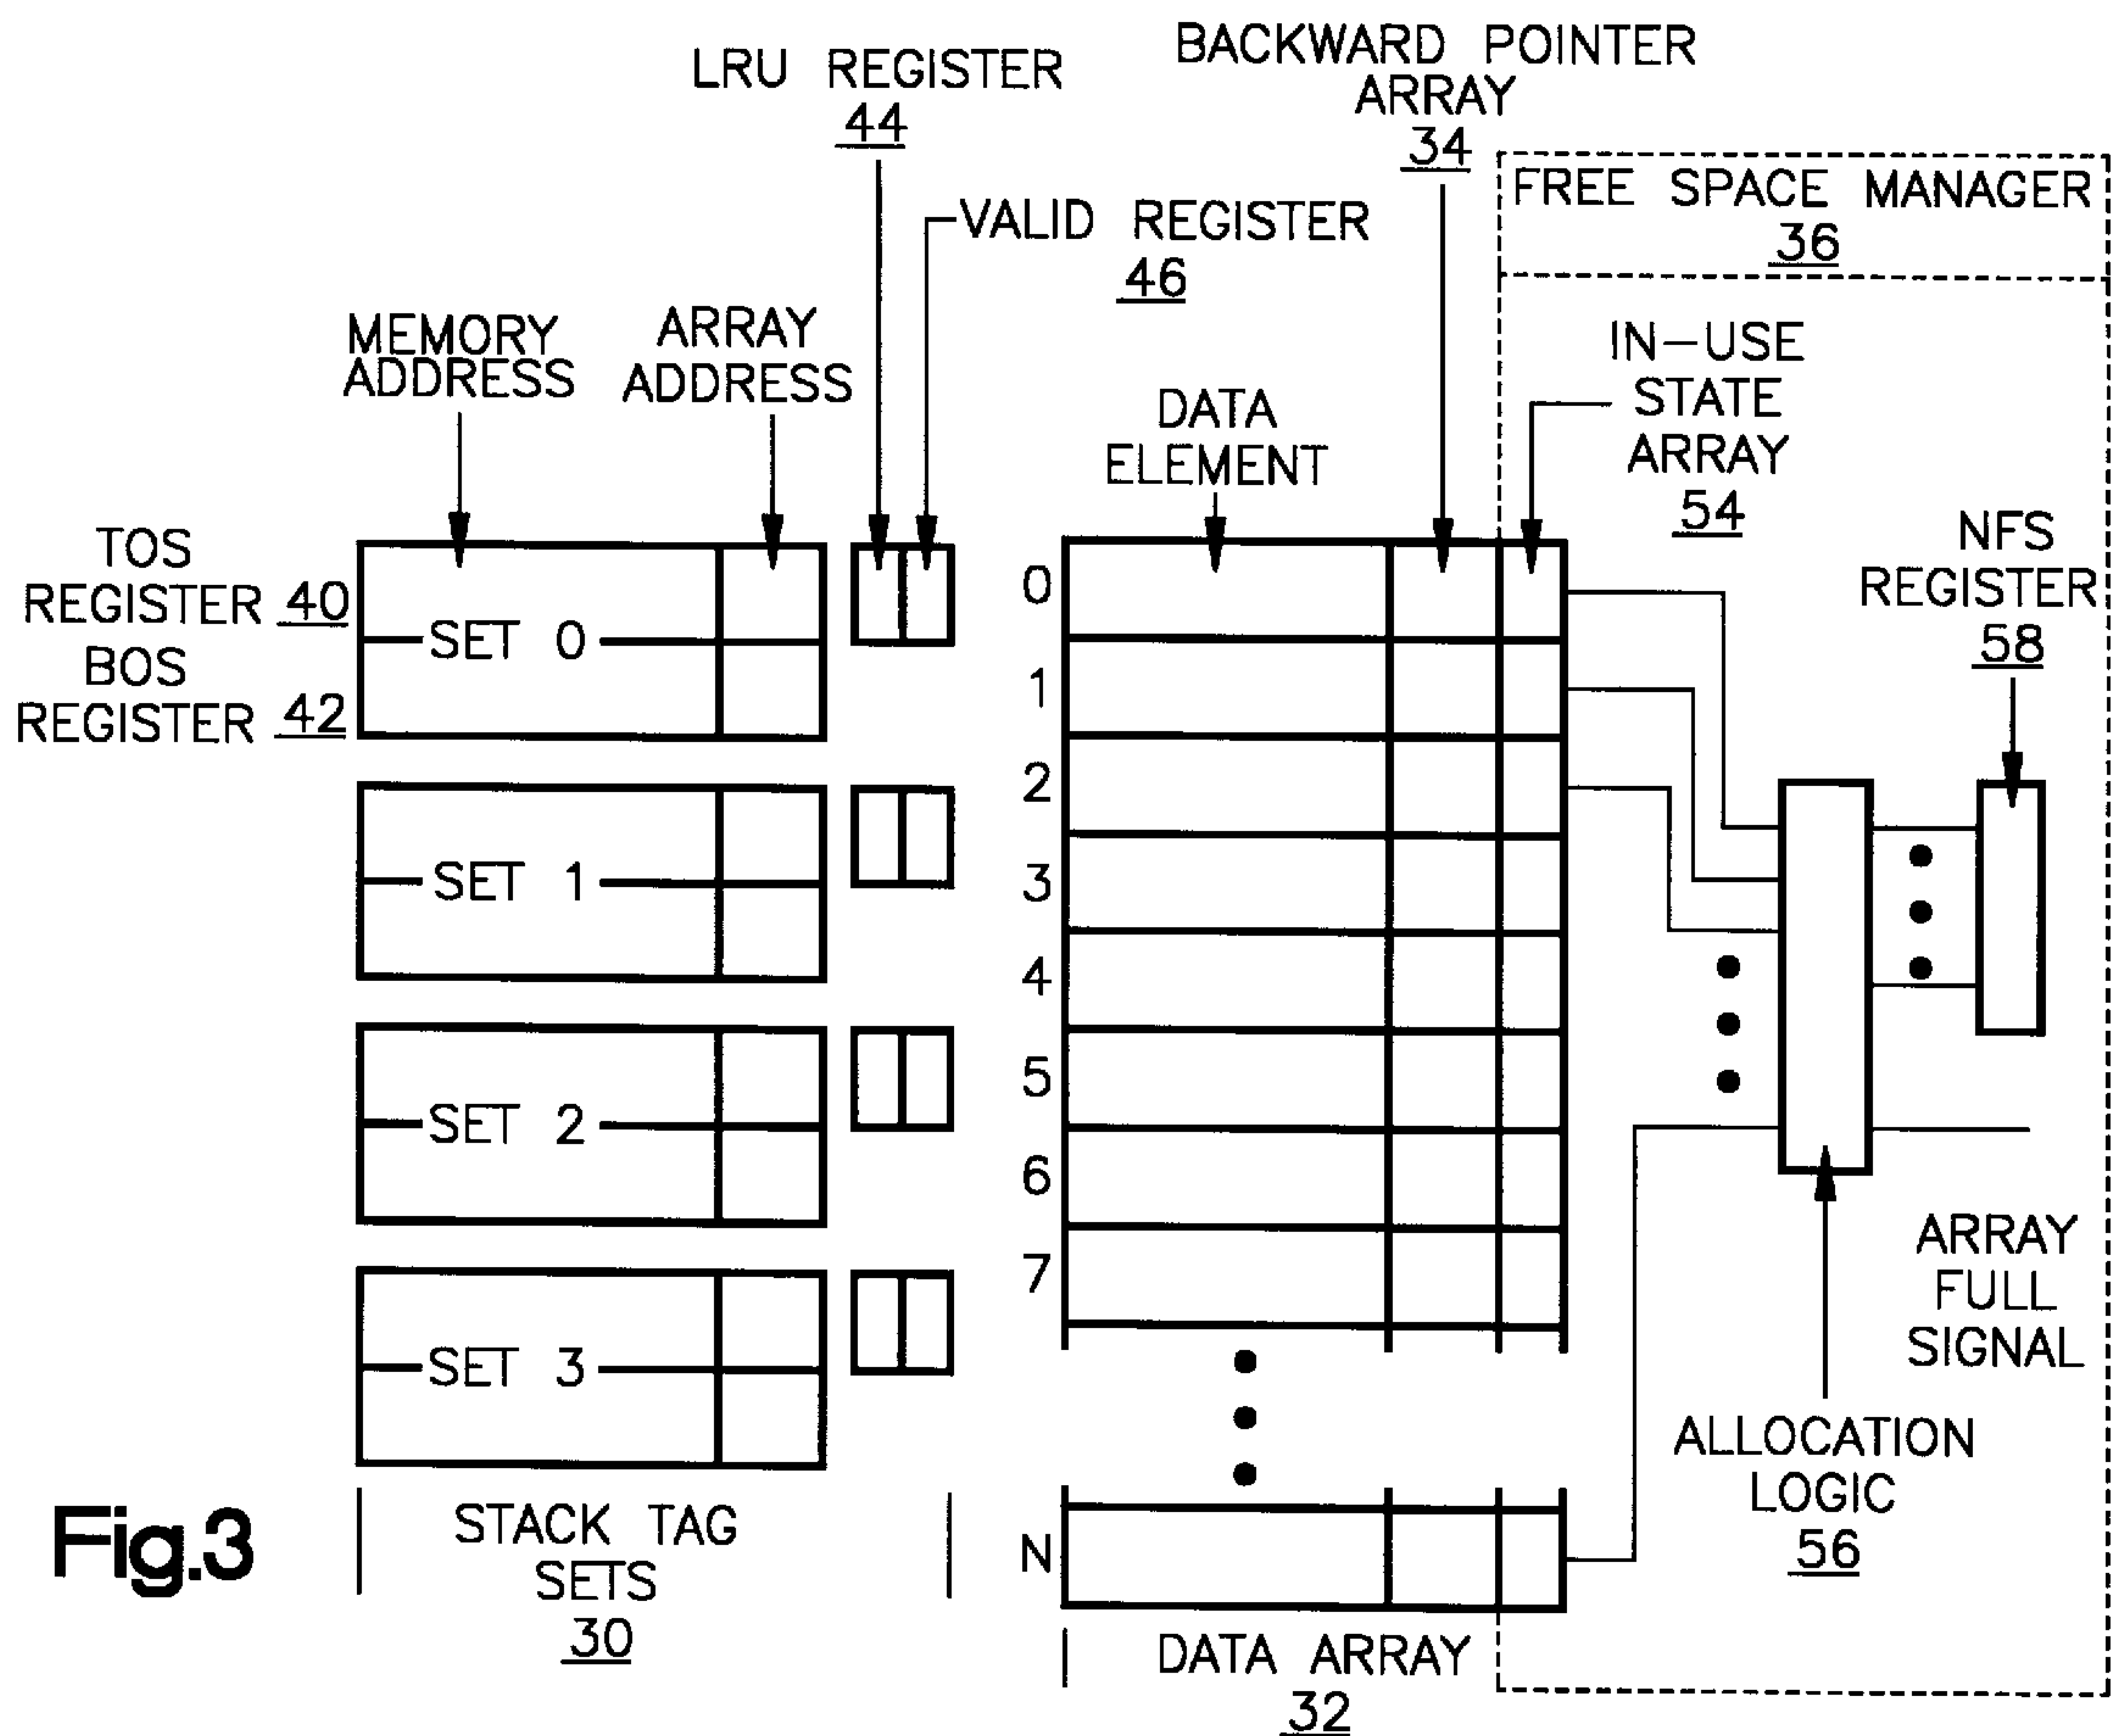 LRU REGISTER
44
BACKWARD POINTER
ARRAY
34
FREE SPACE MANAGER
36
VALID REGISTER
46
MEMORY
ADDRESS
ARRAY
ADDRESS
DATA
ELEMENT
IN-USE
STATE
ARRAY
54
NFS
REGISTER
58
TOS
REGISTER 40
BOS
REGISTER 42
SET 0
SET 1
SET 2
SET 3
0
1
2
3
4
5
6
7
N
ARRAY
FULL
SIGNAL
ALLOCATION
LOGIC
56
STACK TAG
SETS
30
DATA ARRAY
32
Fig.3